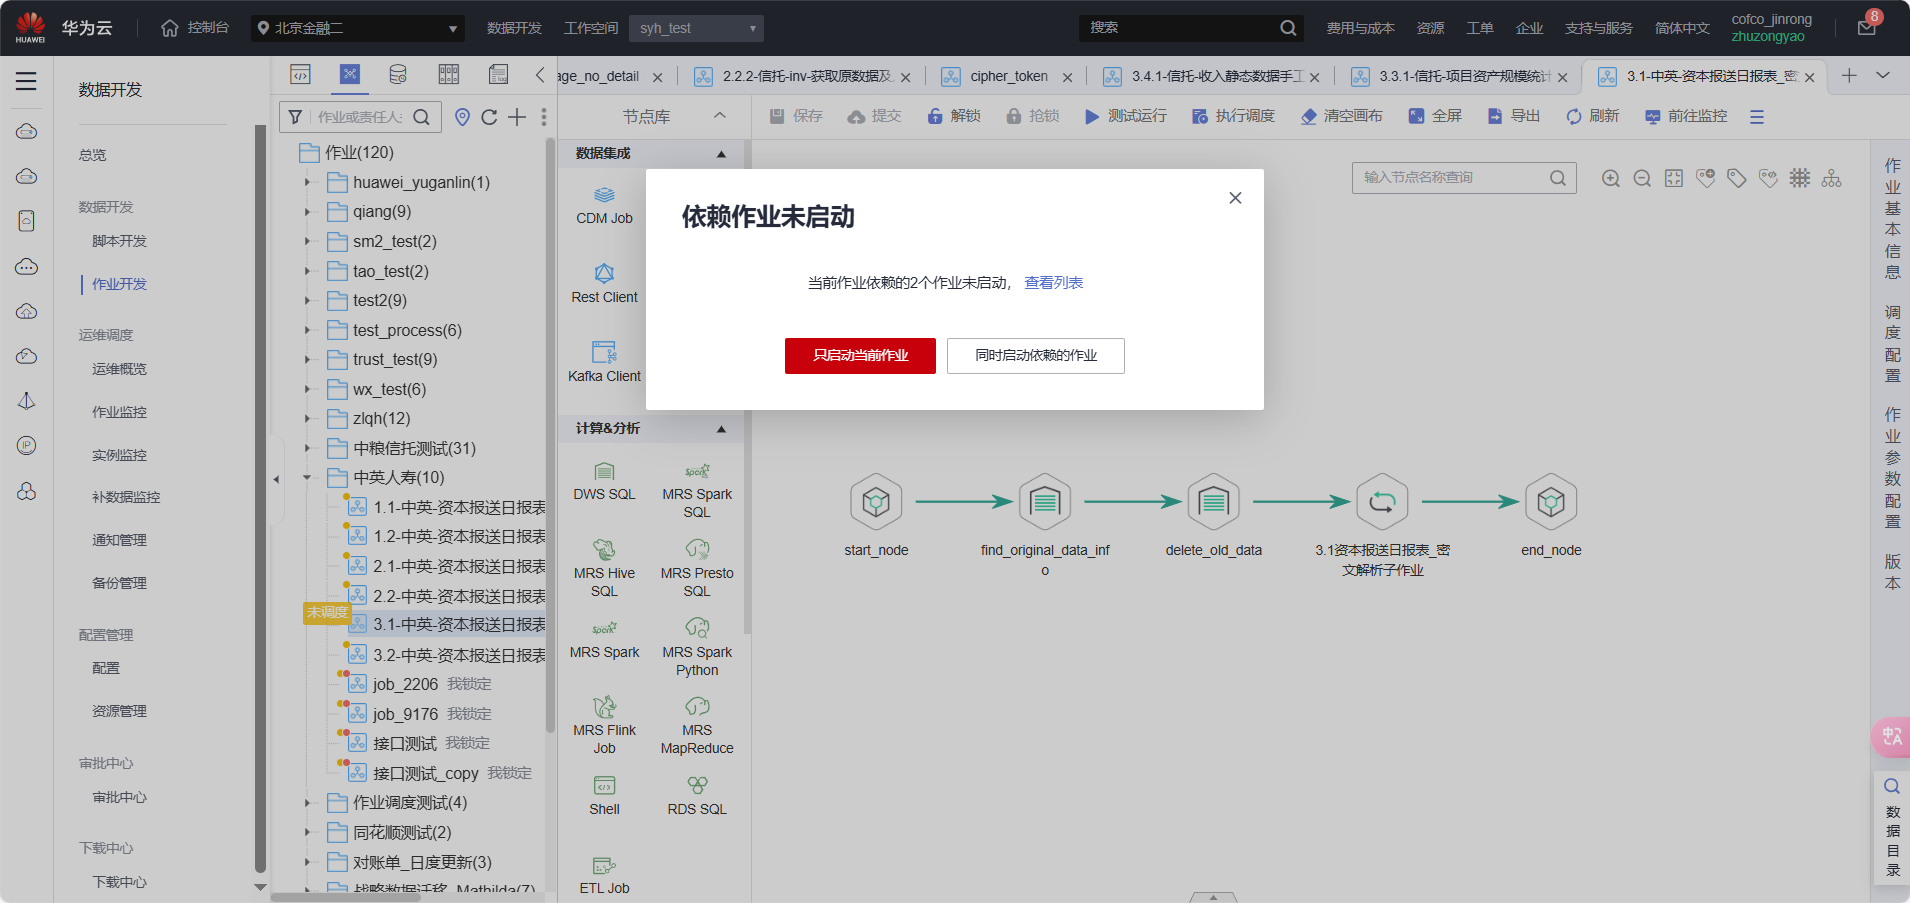 HUAWEI
华为云
控制台
北京金融二
数据开发
工作空间
syh_test
搜索
费用与成本
资源
工单
企业
支持与服务
简体中文
cofco_jinrong
zhuzongyao
8
数据开发
总览
数据开发
脚本开发
作业开发
运维调度
运维概览
作业监控
实例监控
补数据监控
通知管理
备份管理
配置管理
配置
资源管理
审批中心
审批中心
下载中心
下载中心
作业或责任人
作业(120)
huawei_yuganlin(1)
qiang(9)
sm2_test(2)
tao_test(2)
test2(9)
test_process(6)
trust_test(9)
wx_test(6)
zlqh(12)
中粮信托测试(31)
中英人寿(10)
1.1-中英-资本报送日报表
1.2-中英-资本报送日报表
2.1-中英-资本报送日报表
2.2-中英-资本报送日报表
未调度
3.1-中英-资本报送日报表
3.2-中英-资本报送日报表
job_2206 我锁定
job_9176 我锁定
接口测试 我锁定
接口测试_copy 我锁定
作业调度测试(4)
同花顺测试(2)
对账单_日度更新(3)
战略数据迁移_Mathilda(7)
age_no_detail
2.2.2-信托-inv-获取原数据及
cipher_token
3.4.1-信托-收入静态数据手工
3.3.1-信托-项目资产规模统计
3.1-中英-资本报送日报表_密
节点库
保存
提交
解锁
抢锁
测试运行
执行调度
清空画布
全屏
导出
刷新
前往监控
数据集成
CDM Job
Rest Client
Kafka Client
计算&分析
DWS SQL
MRS Spark
SQL
MRS Hive
SQL
MRS Presto
SQL
MRS Spark
MRS Spark
Python
MRS Flink
Job
MRS
MapReduce
Shell
RDS SQL
ETL Job
输入节点名称查询
依赖作业未启动
当前作业依赖的2个作业未启动， 查看列表
只启动当前作业
同时启动依赖的作业
start_node
find_original_data_inf
o
delete_old_data
3.1资本报送日报表_密
文解析子作业
end_node
作业基本信息
调度配置
作业参数配置
版本
数据目录